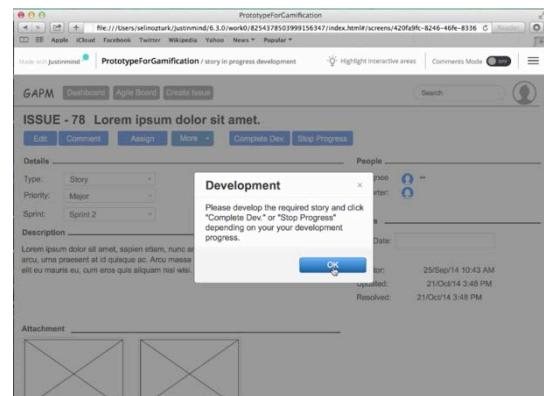 PrototypeForGamification
file:///Users/selinozturk/justinmind/6.3.0/work0/8254378503999156347/index.html#/screens/420fa9fc-8246-46fe-8336
Reader
Apple iCloud Facebook Twitter Wikipedia Yahoo News Popular
Made with Justinmind
PrototypeForGamification / story in progress development
Highlight interactive areas
Comments Mode
OFF
GAPM Dashboard Agile Board Create Issue
Search
ISSUE - 78 Lorem ipsum dolor sit amet.
Edit Comment Assign More Complete Dev. Stop Progress
Details
People
Type: Story
Priority: Major
Sprint: Sprint 2
Development
Please develop the required story and click
"Complete Dev." or "Stop Progress"
depending on your your development
progress.
OK
Date:
Description
Lorem ipsum dolor sit amet, sapien etiam, nunc
arcu, urna praesent at id quisque ac. Arcu massa
elit eu mauris eu, cum eros quis aliquam nisl wisi.
25/Sep/14 10:43 AM
Updated: 21/Oct/14 3:48 PM
Resolved: 21/Oct/14 3:48 PM
Attachment